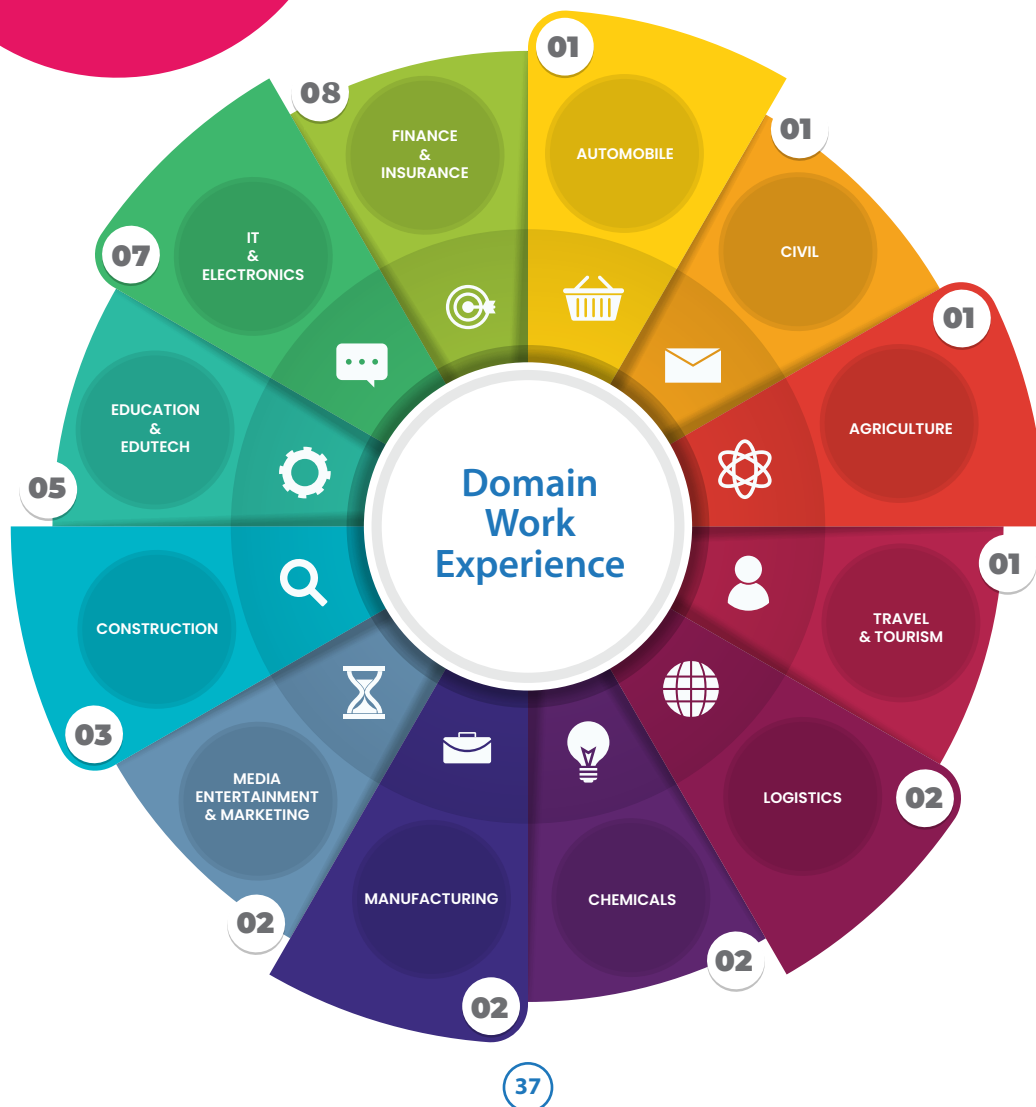 01
AUTOMOBILE
01
CIVIL
01
AGRICULTURE
01
TRAVEL
& TOURISM
02
LOGISTICS
02
CHEMICALS
02
MANUFACTURING
02
MEDIA
ENTERTAINMENT
& MARKETING
03
CONSTRUCTION
05
EDUCATION
&
EDUTECH
07
IT
&
ELECTRONICS
08
FINANCE
&
INSURANCE
Domain
Work
Experience
37